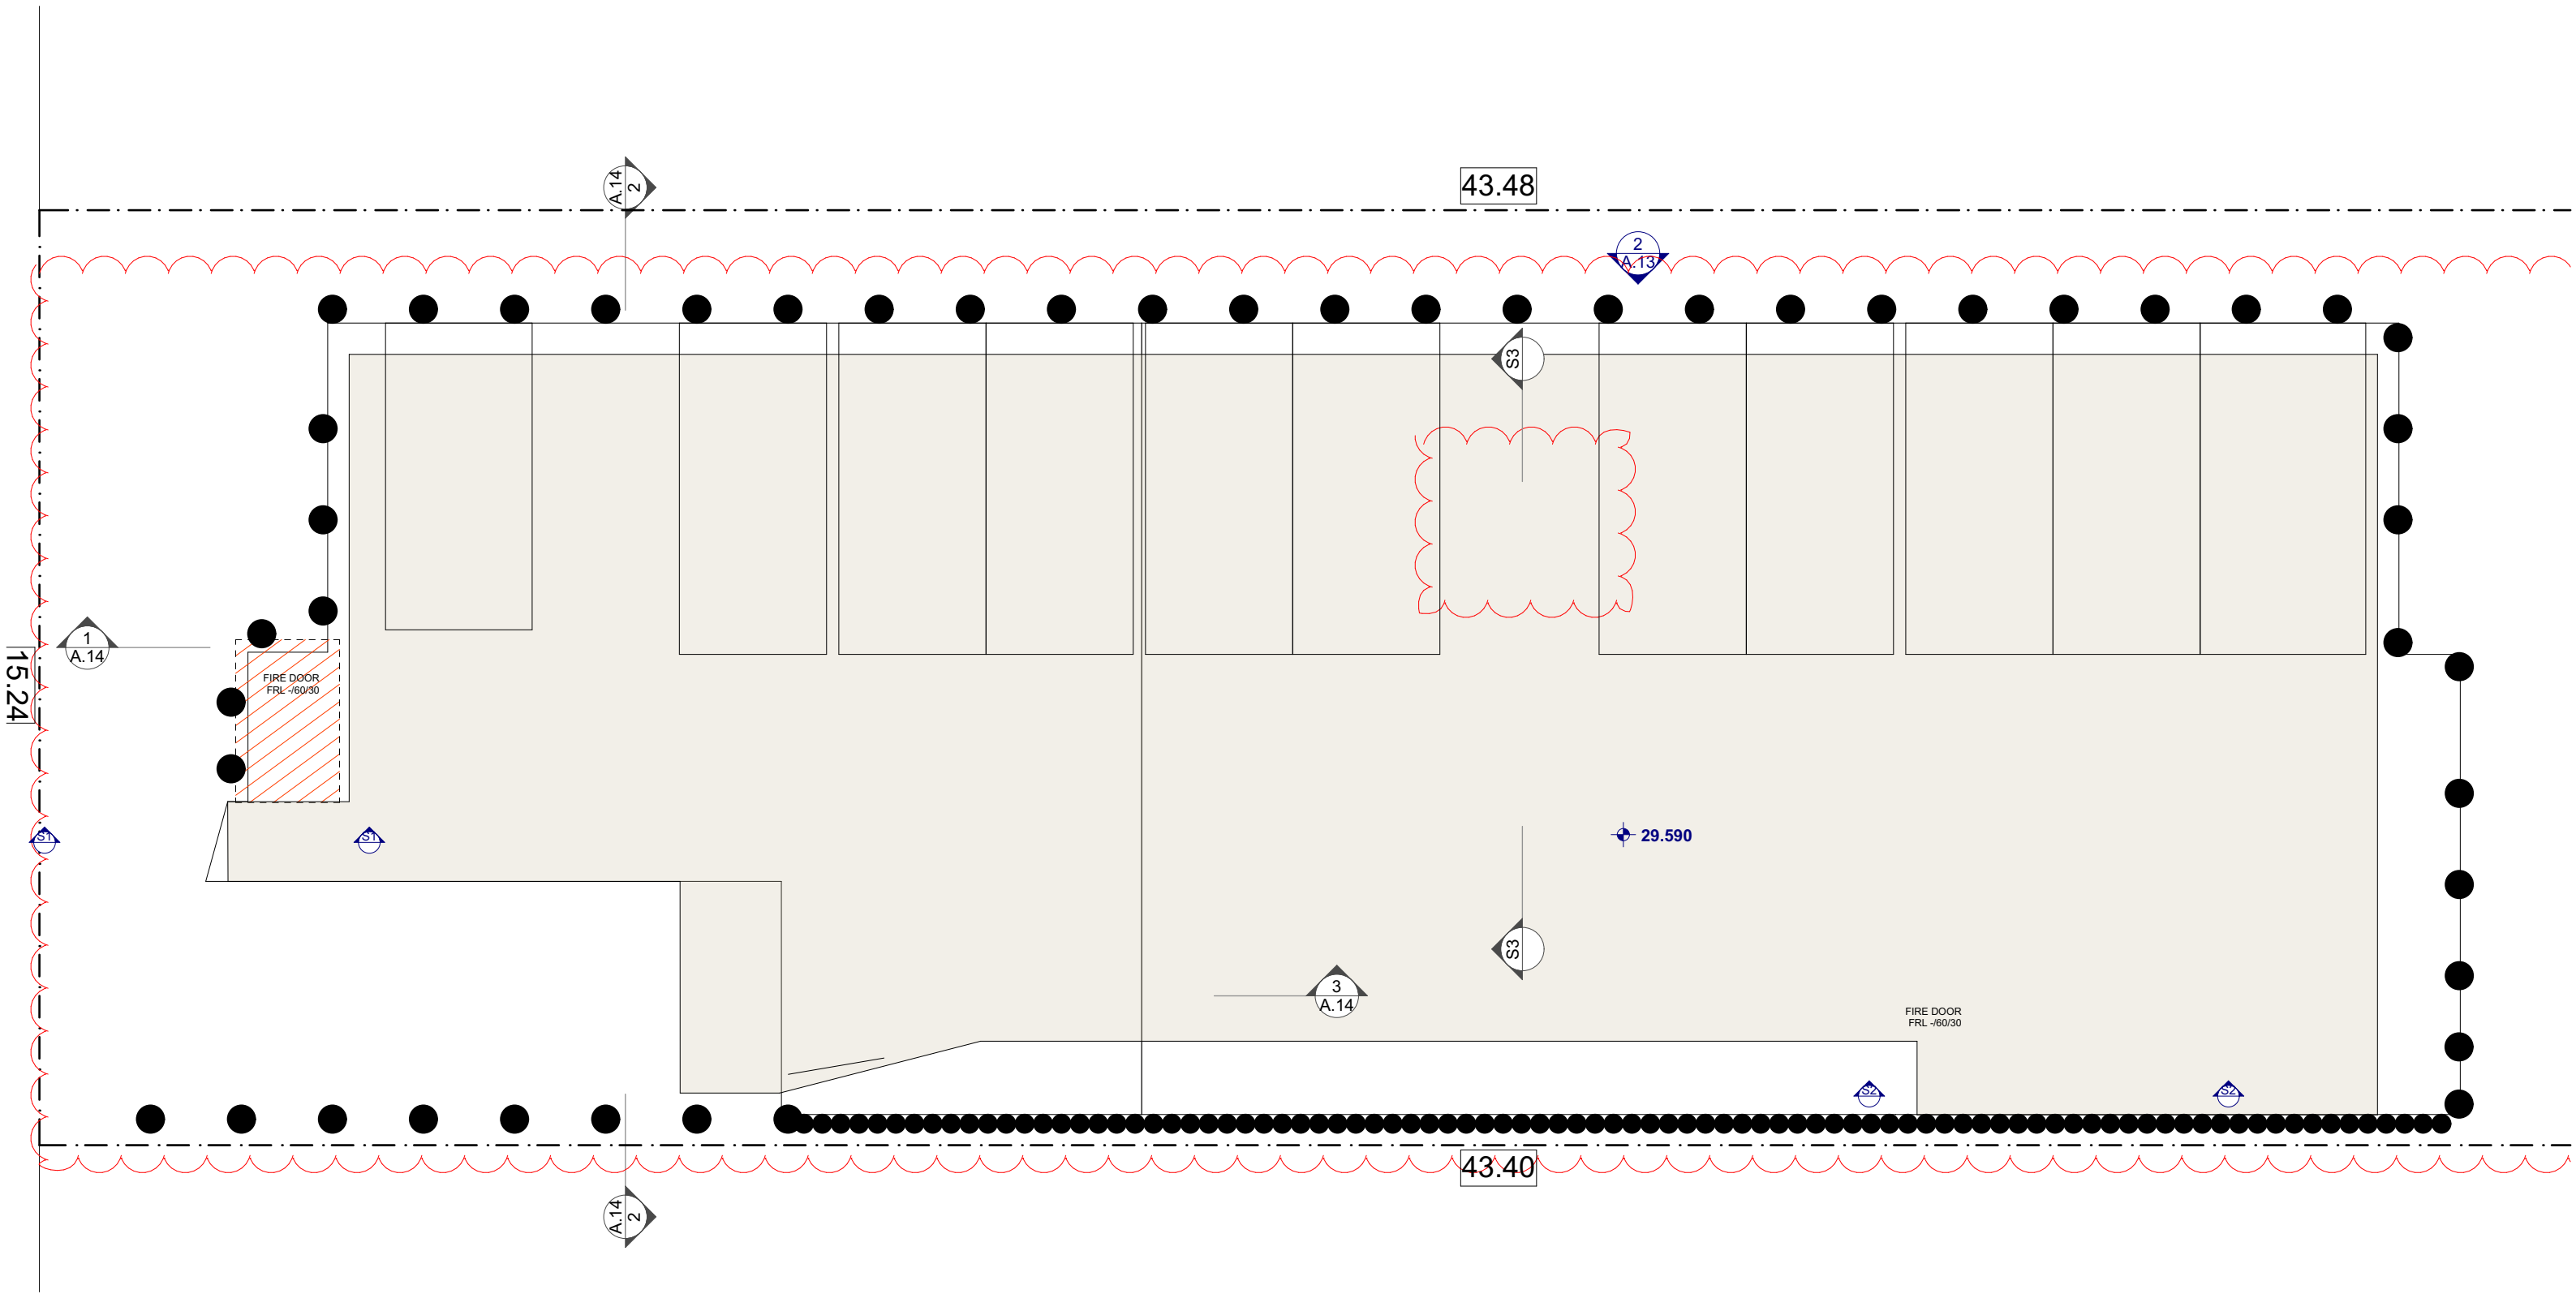 A.14
2
43.48
2
A.13
S3
1
A.14
15.24
FIRE DOOR
FRL -/60/30
S1
S1
29.590
S3
3
A.14
FIRE DOOR
FRL -/60/30
S2
S2
43.40
A.14
2